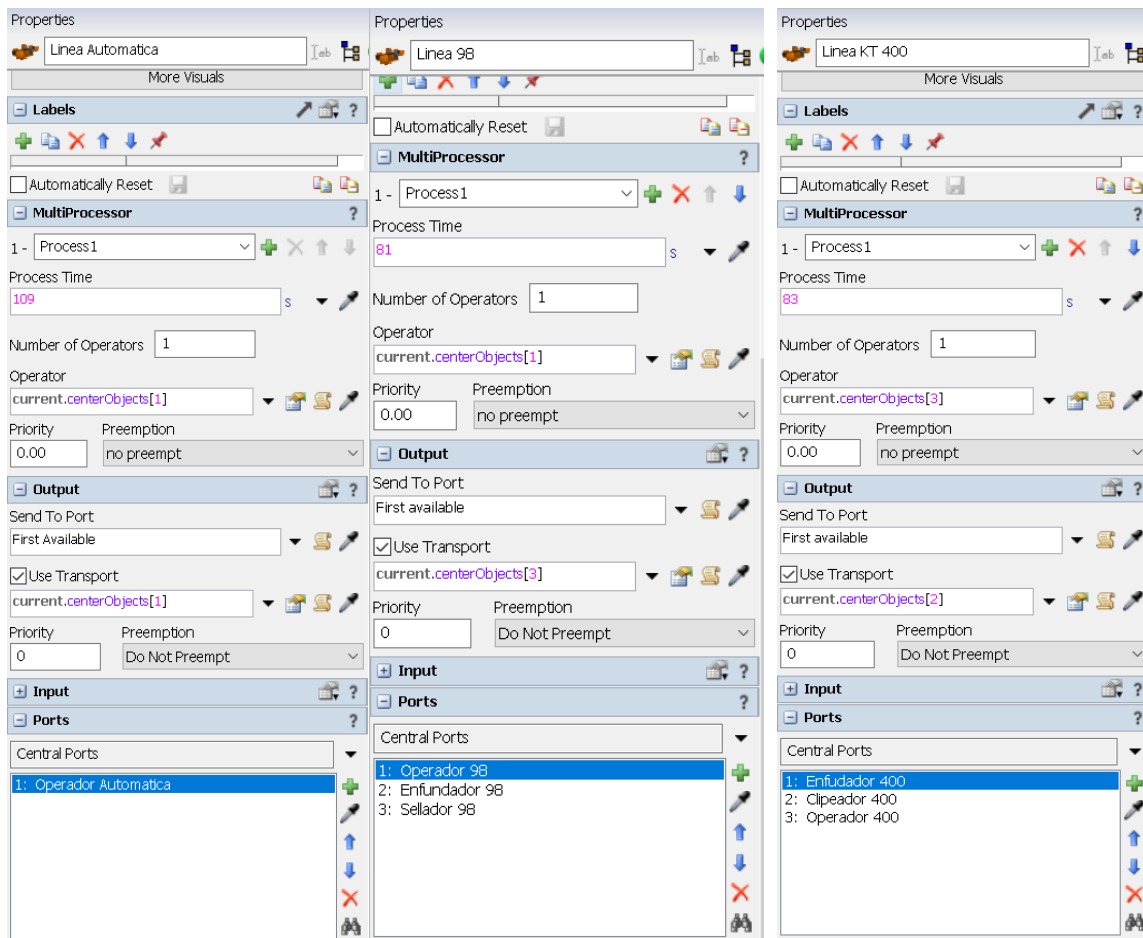 Properties
Linea Automatica
More Visuals
Labels
?
Automatically Reset
MultiProcessor
?
1 - Process1
Process Time
109
s
Number of Operators 1
Operator
current.centerObjects[1]
Priority Preemption
0.00 no preempt
Output
?
Send To Port
First Available
Use Transport
current.centerObjects[1]
Priority Preemption
0 Do Not Preempt
Input
?
Ports
?
Central Ports
1: Operador Automatica
Properties
Linea 98
Automatically Reset
MultiProcessor
?
1 - Process1
Process Time
81
s
Number of Operators 1
Operator
current.centerObjects[1]
Priority Preemption
0.00 no preempt
Output
?
Send To Port
First available
Use Transport
current.centerObjects[3]
Priority Preemption
0 Do Not Preempt
Input
?
Ports
?
Central Ports
1: Operador 98
2: Enfundador 98
3: Sellador 98
Properties
Linea KT 400
More Visuals
Labels
?
Automatically Reset
MultiProcessor
?
1 - Process1
Process Time
83
s
Number of Operators 1
Operator
current.centerObjects[3]
Priority Preemption
0.00 no preempt
Output
?
Send To Port
First available
Use Transport
current.centerObjects[2]
Priority Preemption
0 Do Not Preempt
Input
?
Ports
?
Central Ports
1: Enfudador 400
2: Clipeador 400
3: Operador 400